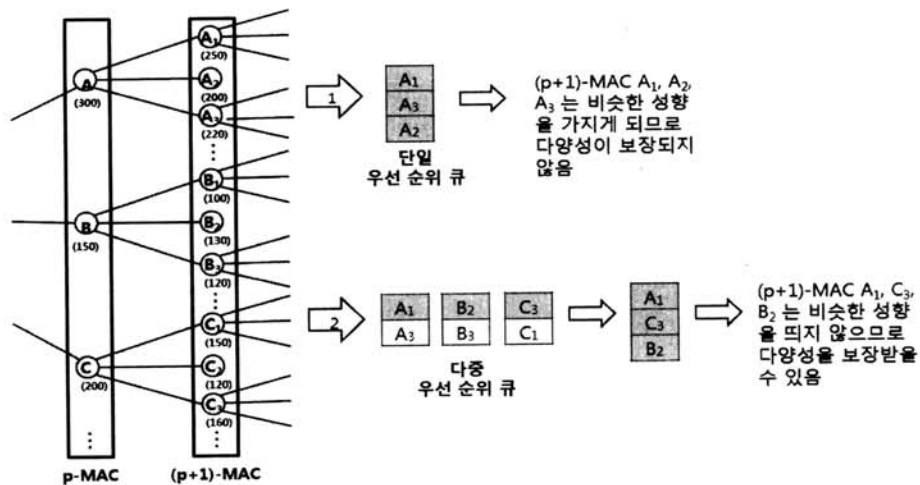 A
(300)
B
(150)
C
(200)
⋮
p-MAC
A₁
(250)
A₂
(200)
A₃
(220)
⋮
B₁
(100)
B₂
(130)
B₃
(120)
⋮
C₁
(150)
C₂
(120)
C₃
(160)
⋮
(p+1)-MAC
1
A₁
A₃
A₂
단일
우선 순위 큐
(p+1)-MAC A₁, A₂,
A₃ 는 비슷한 성향
을 가지게 되므로
다양성이 보장되지
않음
2
A₁ B₂ C₃
A₃ B₃ C₁
다중
우선 순위 큐
A₁
C₃
B₂
(p+1)-MAC A₁, C₃,
B₂ 는 비슷한 성향
을 띄지 않으므로
다양성을 보장받을
수 있음